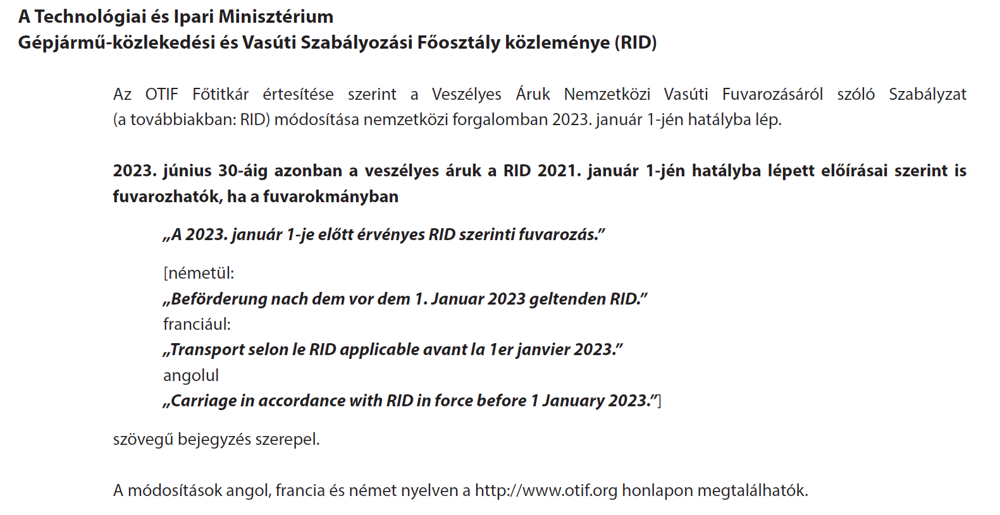 A Technológiai és Ipari Minisztérium
Gépjármű-közlekedési és Vasúti Szabályozási Főosztály közleménye (RID)
Az OTIF Főtitkár értesítése szerint a Veszélyes Áruk Nemzetközi Vasúti Fuvarozásáról szóló Szabályzat
(a továbbiakban: RID) módosítása nemzetközi forgalomban 2023. január 1-jén hatályba lép.
2023. június 30-áig azonban a veszélyes áruk a RID 2021. január 1-jén hatályba lépett előírásai szerint is
fuvarozhatók, ha a fuvarokmányban
„A 2023. január 1-je előtt érvényes RID szerinti fuvarozás.”
[németül:
„Beförderung nach dem vor dem 1. Januar 2023 geltenden RID.”
franciául:
„Transport selon le RID applicable avant la 1er janvier 2023.”
angolul
„Carriage in accordance with RID in force before 1 January 2023.”]
szövegű bejegyzés szerepel.
A módosítások angol, francia és német nyelven a http://www.otif.org honlapon megtalálhatók.